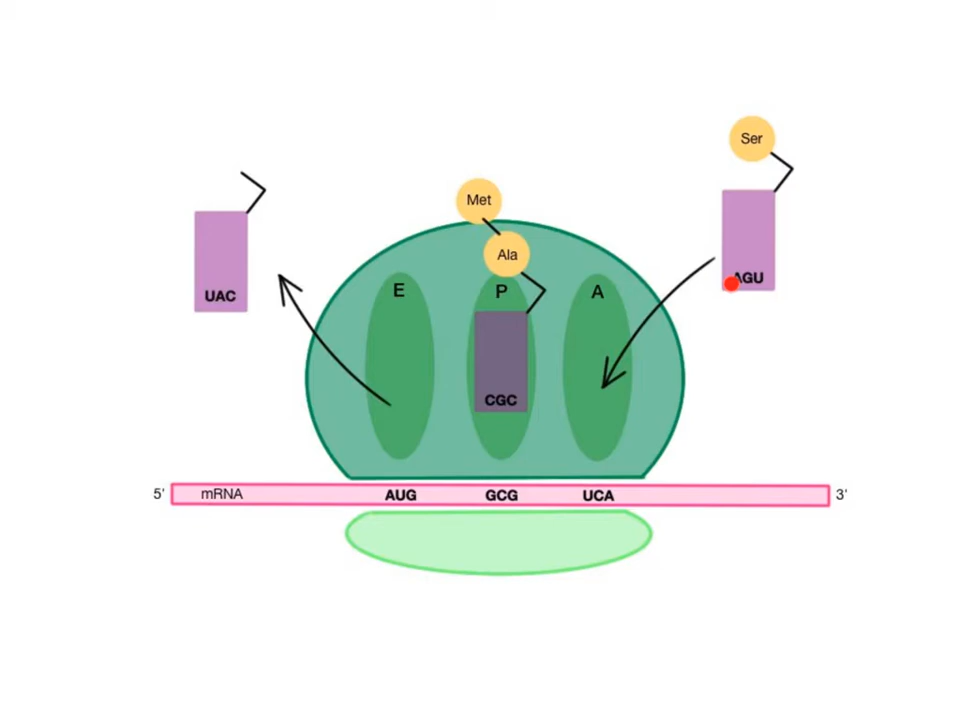 Ser
Met
Ala
AGU
E P A
UAC
CGC
5' mRNA AUG GCG UCA 3'